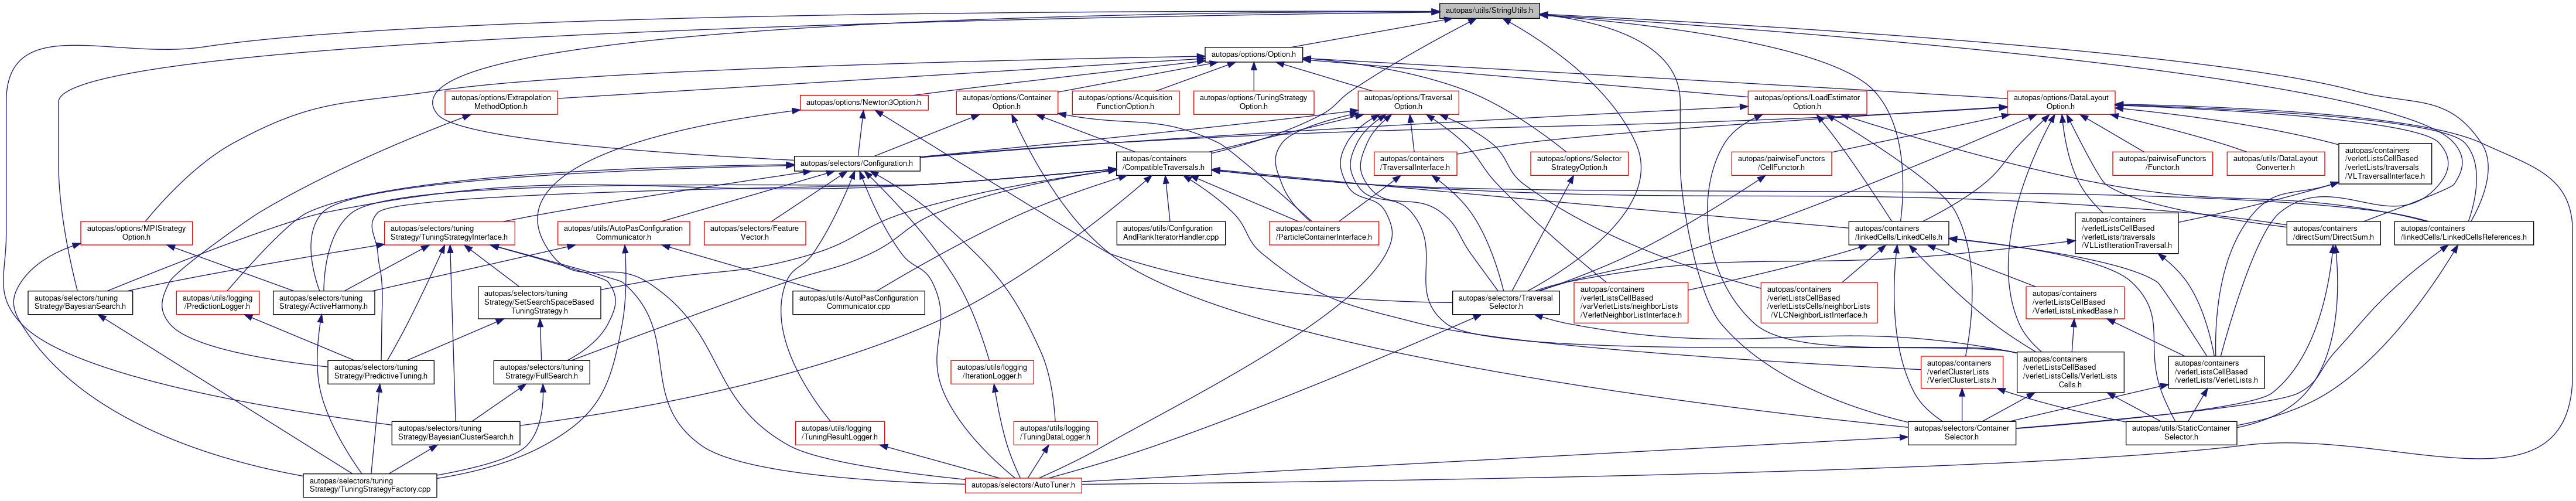 autopas/utils/StringUtils.h
autopas/options/Option.h
autopas/options/Extrapolation
MethodOption.h
autopas/options/Newton3Option.h
autopas/options/Container
Option.h
autopas/options/Acquisition
FunctionOption.h
autopas/options/TuningStrategy
Option.h
autopas/options/Traversal
Option.h
autopas/options/LoadEstimator
Option.h
autopas/options/DataLayout
Option.h
autopas/selectors/Configuration.h
autopas/containers
/CompatibleTraversals.h
autopas/containers
/TraversalInterface.h
autopas/options/Selector
StrategyOption.h
autopas/pairwiseFunctors
/CellFunctor.h
autopas/pairwiseFunctors
/Functor.h
autopas/utils/DataLayout
Converter.h
autopas/containers
/verletListsCellBased
/verletLists/traversals
/VLTraversalInterface.h
autopas/options/MPIStrategy
Option.h
autopas/selectors/tuning
Strategy/TuningStrategyInterface.h
autopas/utils/AutoPasConfiguration
Communicator.h
autopas/selectors/Feature
Vector.h
autopas/utils/Configuration
AndRankIteratorHandler.cpp
autopas/containers
/ParticleContainerInterface.h
autopas/containers
/linkedCells/LinkedCells.h
autopas/containers
/verletListsCellBased
/verletLists/traversals
/VLListIterationTraversal.h
autopas/containers
/directSum/DirectSum.h
autopas/containers
/linkedCells/LinkedCellsReferences.h
autopas/selectors/tuning
Strategy/BayesianSearch.h
autopas/utils/logging
/PredictionLogger.h
autopas/selectors/tuning
Strategy/ActiveHarmony.h
autopas/selectors/tuning
Strategy/SetSearchSpaceBased
TuningStrategy.h
autopas/utils/AutoPasConfiguration
Communicator.cpp
autopas/containers
/verletListsCellBased
/varVerletLists/neighborLists
/VerletNeighborListInterface.h
autopas/selectors/Traversal
Selector.h
autopas/containers
/verletListsCellBased
/verletListsCells/neighborLists
/VLCNeighborListInterface.h
autopas/containers
/verletListsCellBased
/VerletListsLinkedBase.h
autopas/selectors/tuning
Strategy/PredictiveTuning.h
autopas/selectors/tuning
Strategy/FullSearch.h
autopas/utils/logging
/IterationLogger.h
autopas/containers
/verletClusterLists
/VerletClusterLists.h
autopas/containers
/verletListsCellBased
/verletListsCells/VerletLists
Cells.h
autopas/containers
/verletListsCellBased
/verletLists/VerletLists.h
autopas/selectors/tuning
Strategy/BayesianClusterSearch.h
autopas/utils/logging
/TuningResultLogger.h
autopas/utils/logging
/TuningDataLogger.h
autopas/selectors/Container
Selector.h
autopas/utils/StaticContainer
Selector.h
autopas/selectors/tuning
Strategy/TuningStrategyFactory.cpp
autopas/selectors/AutoTuner.h